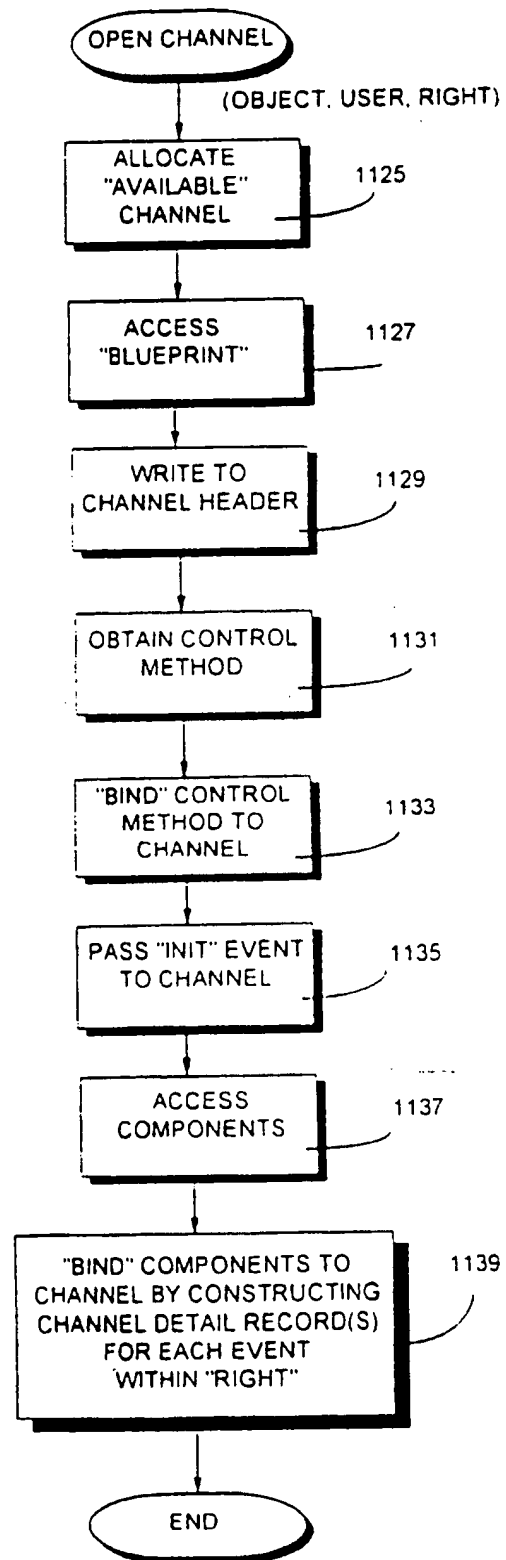 OPEN CHANNEL
(OBJECT, USER, RIGHT)
ALLOCATE
"AVAILABLE"
CHANNEL
1125
ACCESS
"BLUEPRINT"
1127
WRITE TO
CHANNEL HEADER
1129
OBTAIN CONTROL
METHOD
1131
"BIND" CONTROL
METHOD TO
CHANNEL
1133
PASS "INIT" EVENT
TO CHANNEL
1135
ACCESS
COMPONENTS
1137
"BIND" COMPONENTS TO
CHANNEL BY CONSTRUCTING
CHANNEL DETAIL RECORD(S)
FOR EACH EVENT
WITHIN "RIGHT"
1139
END